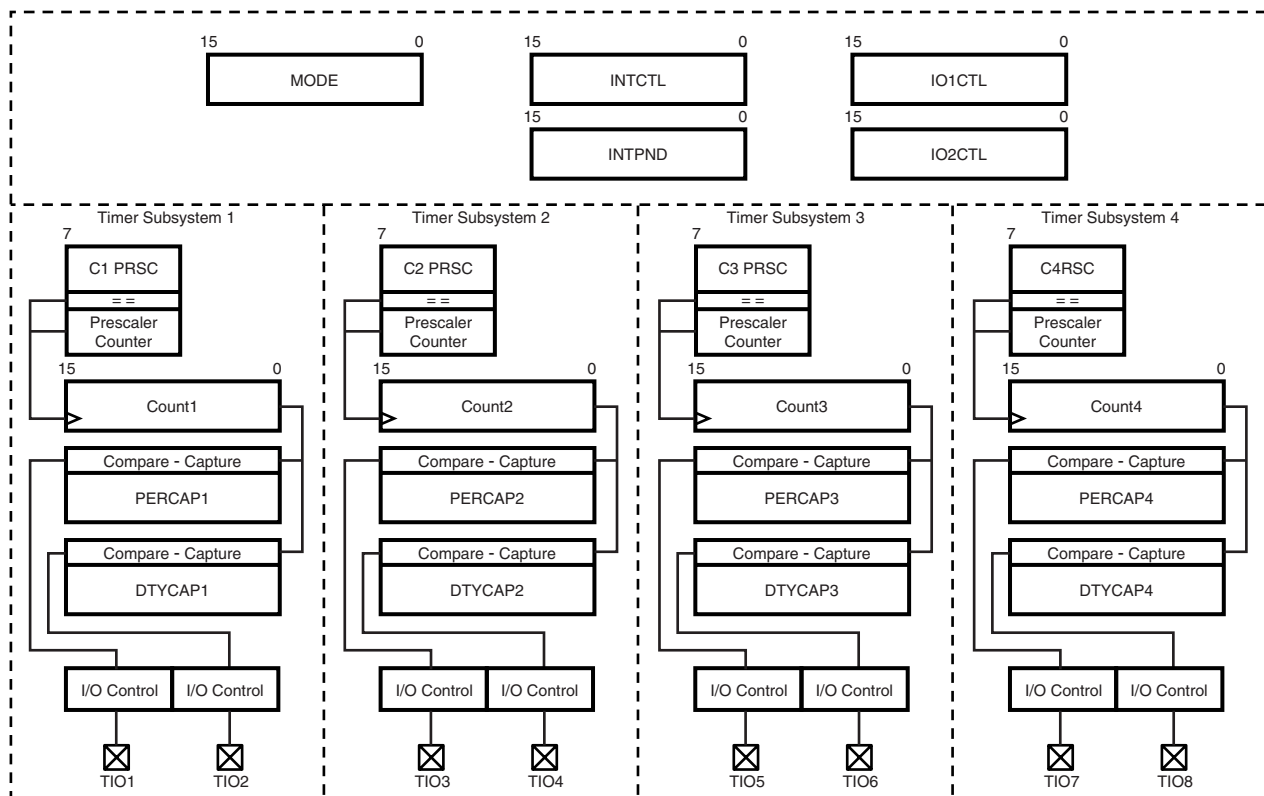 15 0 15 0 15 0
MODE INTCTL IO1CTL
15 0 15 0
INTPND IO2CTL
Timer Subsystem 1 Timer Subsystem 2 Timer Subsystem 3 Timer Subsystem 4
7 7 7 7
C1 PRSC C2 PRSC C3 PRSC C4RSC
= = = = = = = =
Prescaler Prescaler Prescaler Prescaler
Counter Counter Counter Counter
15 0 15 0 15 0 15 0
Count1 Count2 Count3 Count4
Compare - Capture Compare - Capture Compare - Capture Compare - Capture
PERCAP1 PERCAP2 PERCAP3 PERCAP4
Compare - Capture Compare - Capture Compare - Capture Compare - Capture
DTYCAP1 DTYCAP2 DTYCAP3 DTYCAP4
I/O Control I/O Control I/O Control I/O Control I/O Control I/O Control I/O Control I/O Control
TIO1 TIO2 TIO3 TIO4 TIO5 TIO6 TIO7 TIO8